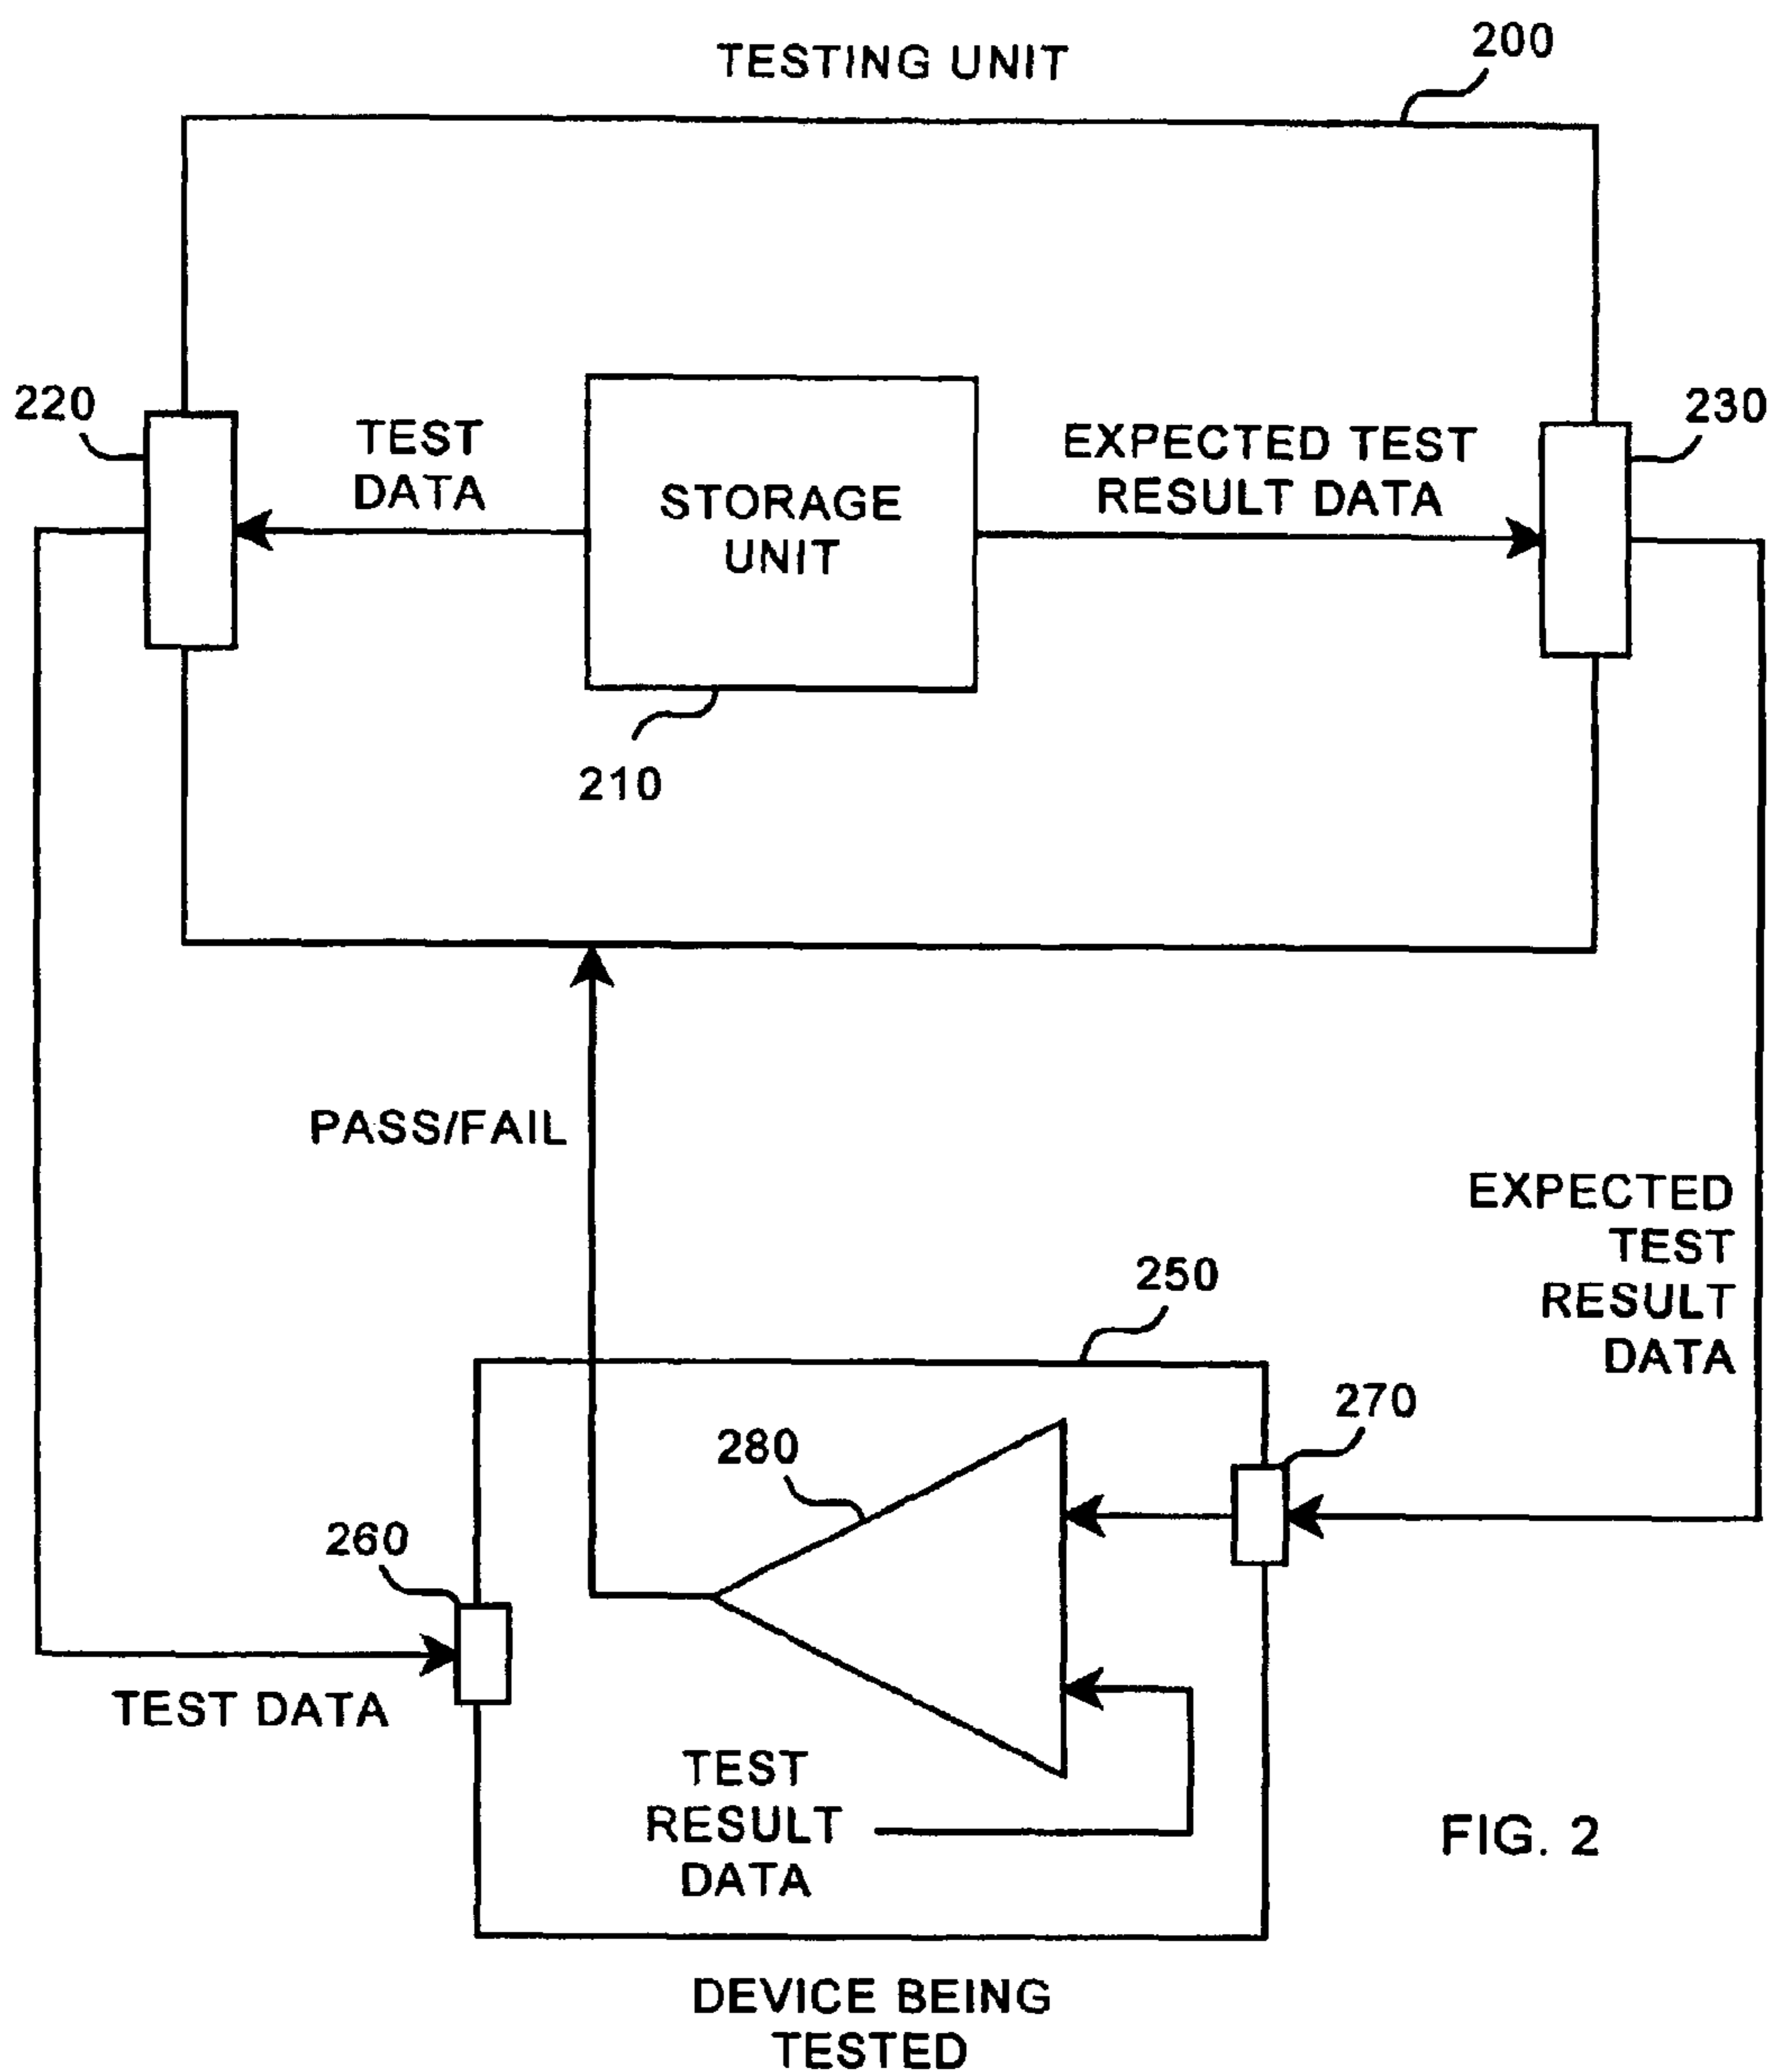 TESTING UNIT
200
220
TEST
DATA
STORAGE
UNIT
EXPECTED TEST
RESULT DATA
230
210
PASS/FAIL
EXPECTED
TEST
RESULT
DATA
250
270
280
260
TEST DATA
TEST
RESULT
DATA
FIG. 2
DEVICE BEING
TESTED